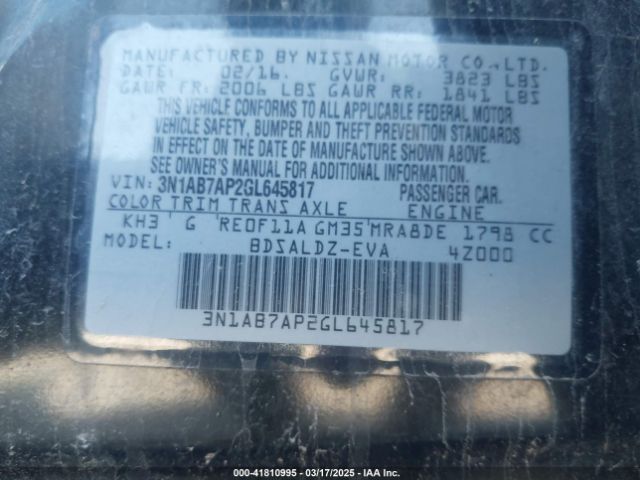 MANUFACTURED BY NISSAN MOTOR CO.,LTD.
DATE: 02/16. GVWR: 3823 LBS
GAWR FR: 2006 LBS GAWR RR: 1841 LBS
THIS VEHICLE CONFORMS TO ALL APPLICABLE FEDERAL MOTOR
VEHICLE SAFETY, BUMPER AND THEFT PREVENTION STANDARDS
IN EFFECT ON THE DATE OF MANUFACTURE SHOWN ABOVE.
SEE OWNER'S MANUAL FOR ADDITIONAL INFORMATION.
VIN: 3N1AB7AP2GL645817 PASSENGER CAR.
COLOR TRIM TRANS AXLE ENGINE
KH3 G RE0F11A GM35 MRA8DE 1798 CC
MODEL: BDSALDZ-EVA 4Z000
3N1AB7AP2GL645817
000-41810995 — 03/17/2025 — IAA Inc.